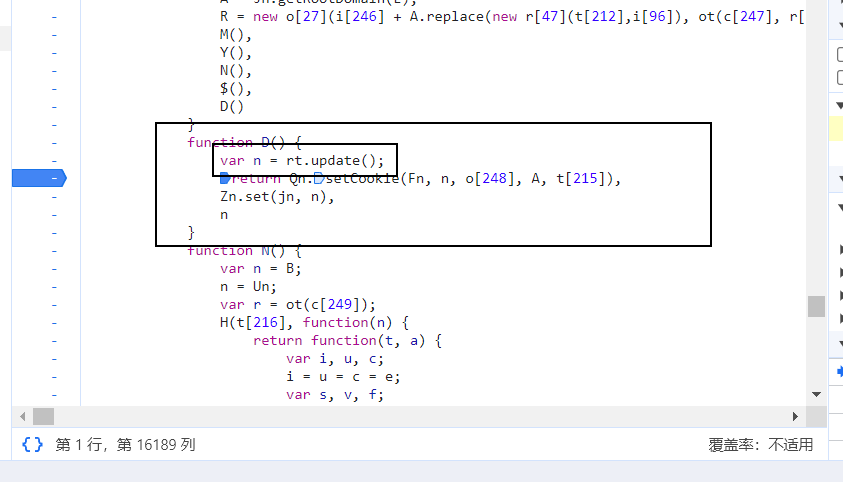 R = new o[27](i[246] + A.replace(new r[47](t[212],i[96]), ot(c[247], r[
M(),
Y(),
N(),
$(),
D()
}
function D() {
var n = rt.update();
return Qn.setCookie(Fn, n, o[248], A, t[215]),
Zn.set(jn, n),
n
}
function N() {
var n = B;
n = Un;
var r = ot(c[249]);
H(t[216], function(n) {
return function(t, a) {
var i, u, c;
i = u = c = e;
var s, v, f;
{} 第 1 行，第 16189 列
覆盖率：不适用